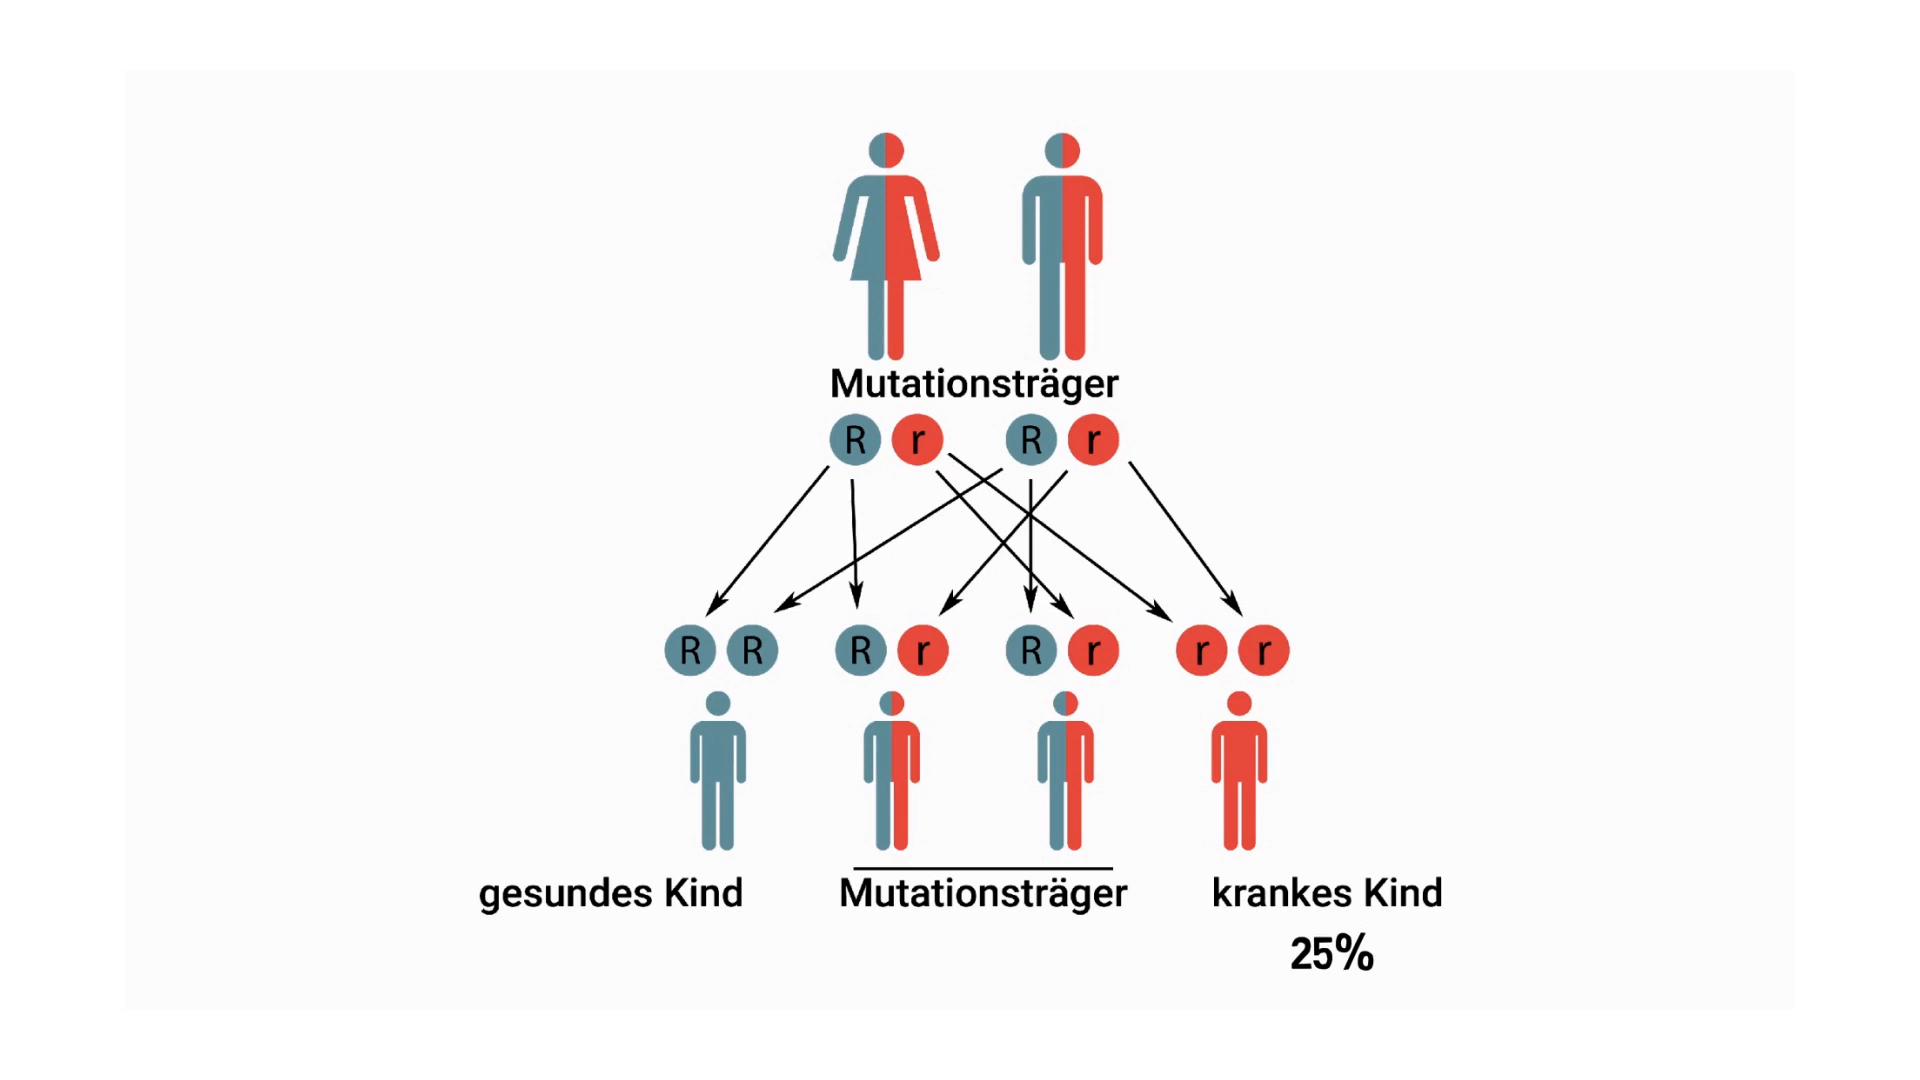 Mutationsträger
R r R r
R R R r R r r r
gesundes Kind Mutationsträger krankes Kind
25%